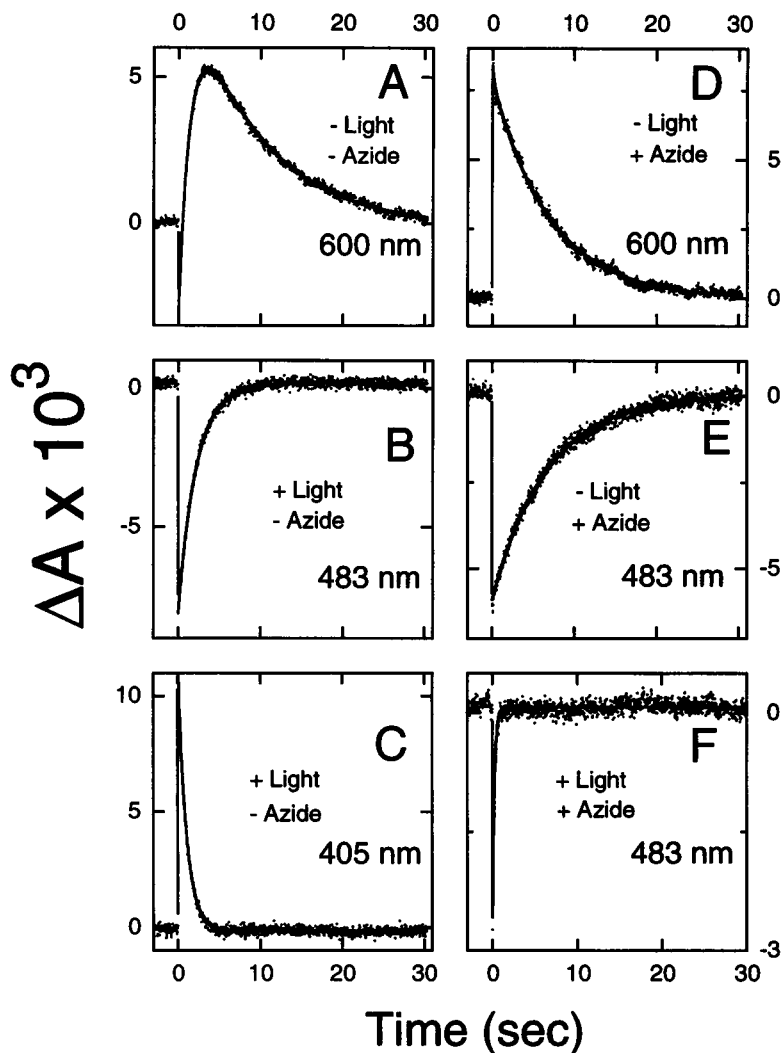 0 10 20 30
0 10 20 30
A
- Light
- Azide
600 nm
5
0
D
- Light
+ Azide
600 nm
5
0
B
+ Light
- Azide
483 nm
0
-5
E
- Light
+ Azide
483 nm
0
-5
C
+ Light
- Azide
405 nm
10
5
0
F
+ Light
+ Azide
483 nm
0
-3
0 10 20 30
0 10 20 30
ΔA x 10³
Time (sec)